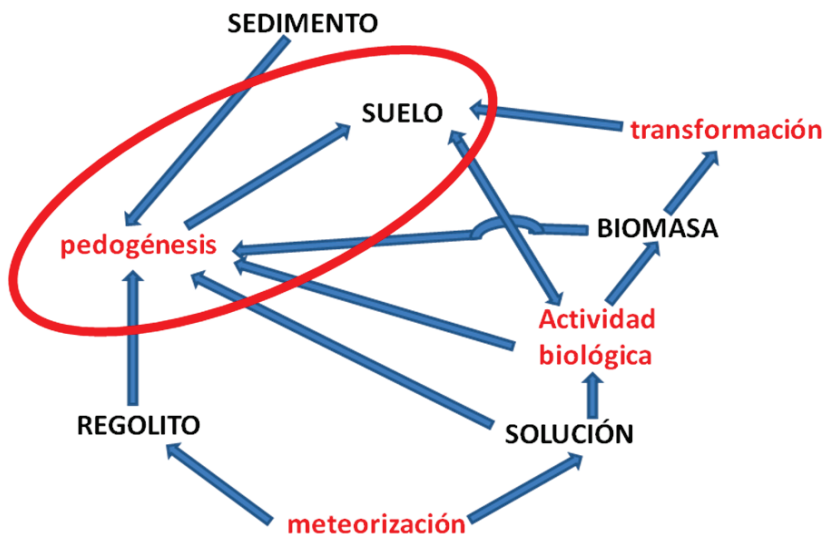 SEDIMENTO
SUELO
transformación
BIOMASA
pedogénesis
Actividad
biológica
REGOLITO
SOLUCIÓN
meteorización